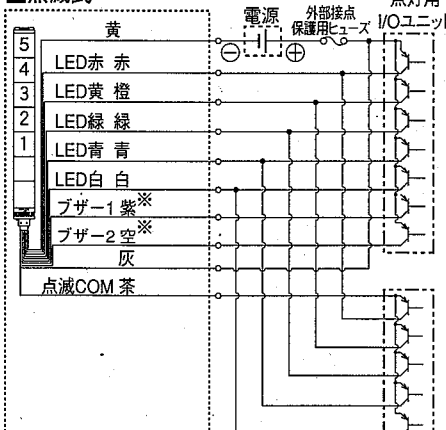 電源
外部接点
保護用ヒューズ
I/Oユニット
黄
⊖ ⊕
5
4
3
2
1
LED赤 赤
LED黄 橙
LED緑 緑
LED青 青
LED白 白
ブザー1 紫※
ブザー2 空※
灰
点滅COM 茶